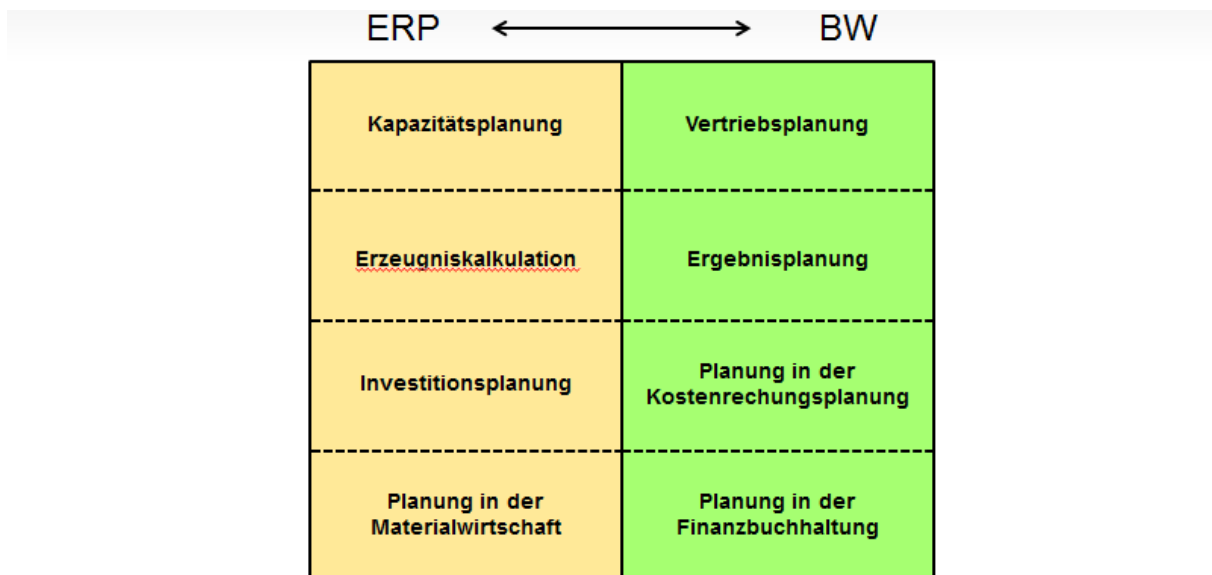 ERP BW
Kapazitätsplanung Vertriebsplanung
Erzeugniskalkulation Ergebnisplanung
Investitionsplanung
Planung in der
Kostenrechungsplanung
Planung in der
Materialwirtschaft
Planung in der
Finanzbuchhaltung